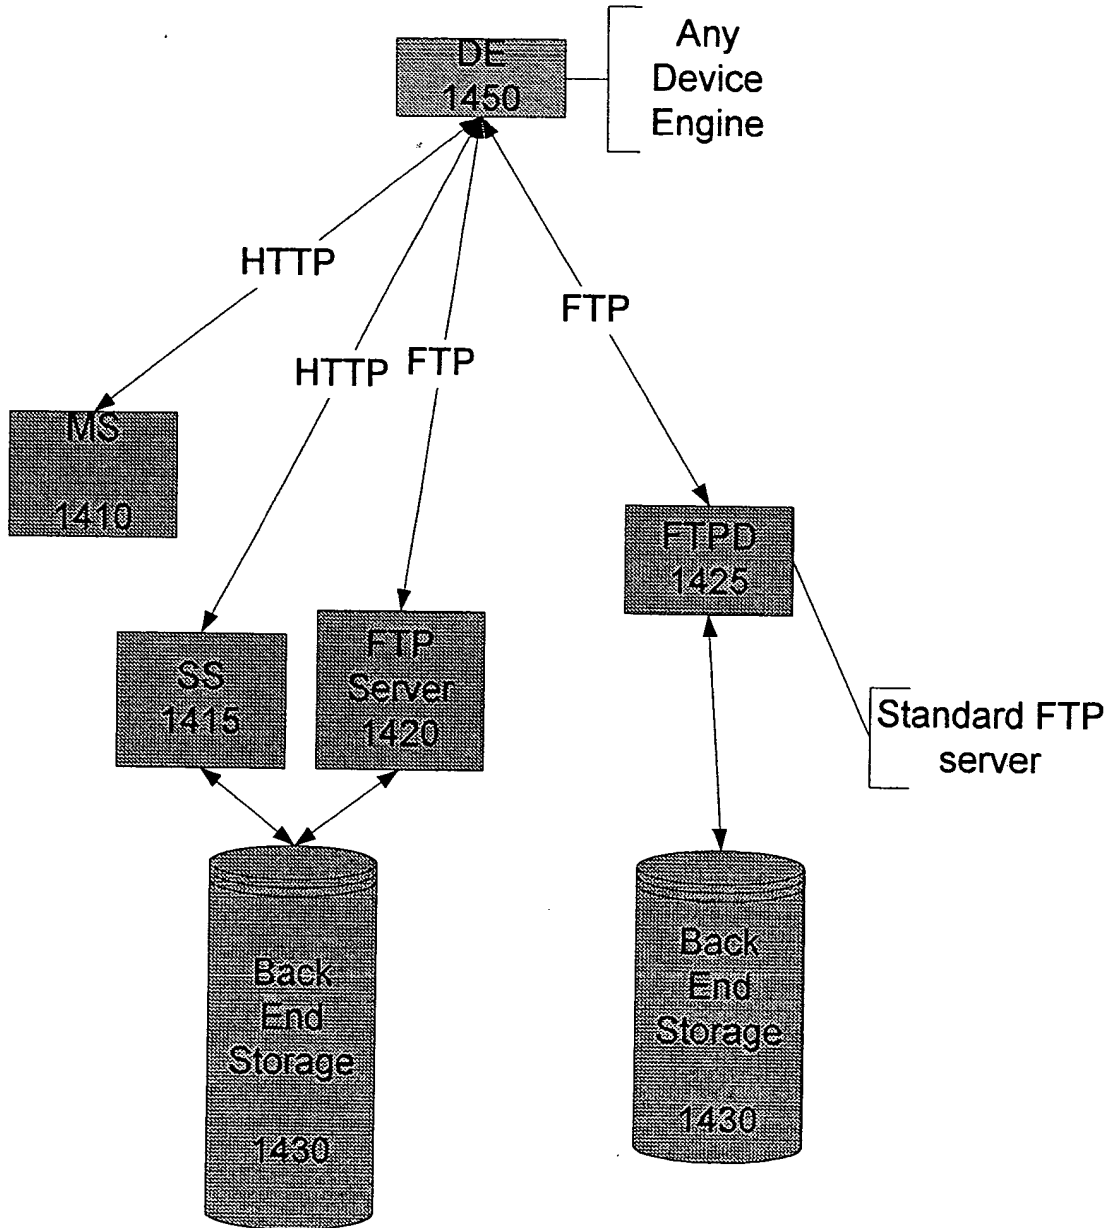 DE
1450
Any
Device
Engine
HTTP
FTP
HTTP
FTP
MS
1410
FTPD
1425
SS
1415
FTP
Server
1420
Standard FTP
server
Back
End
Storage
1430
Back
End
Storage
1430